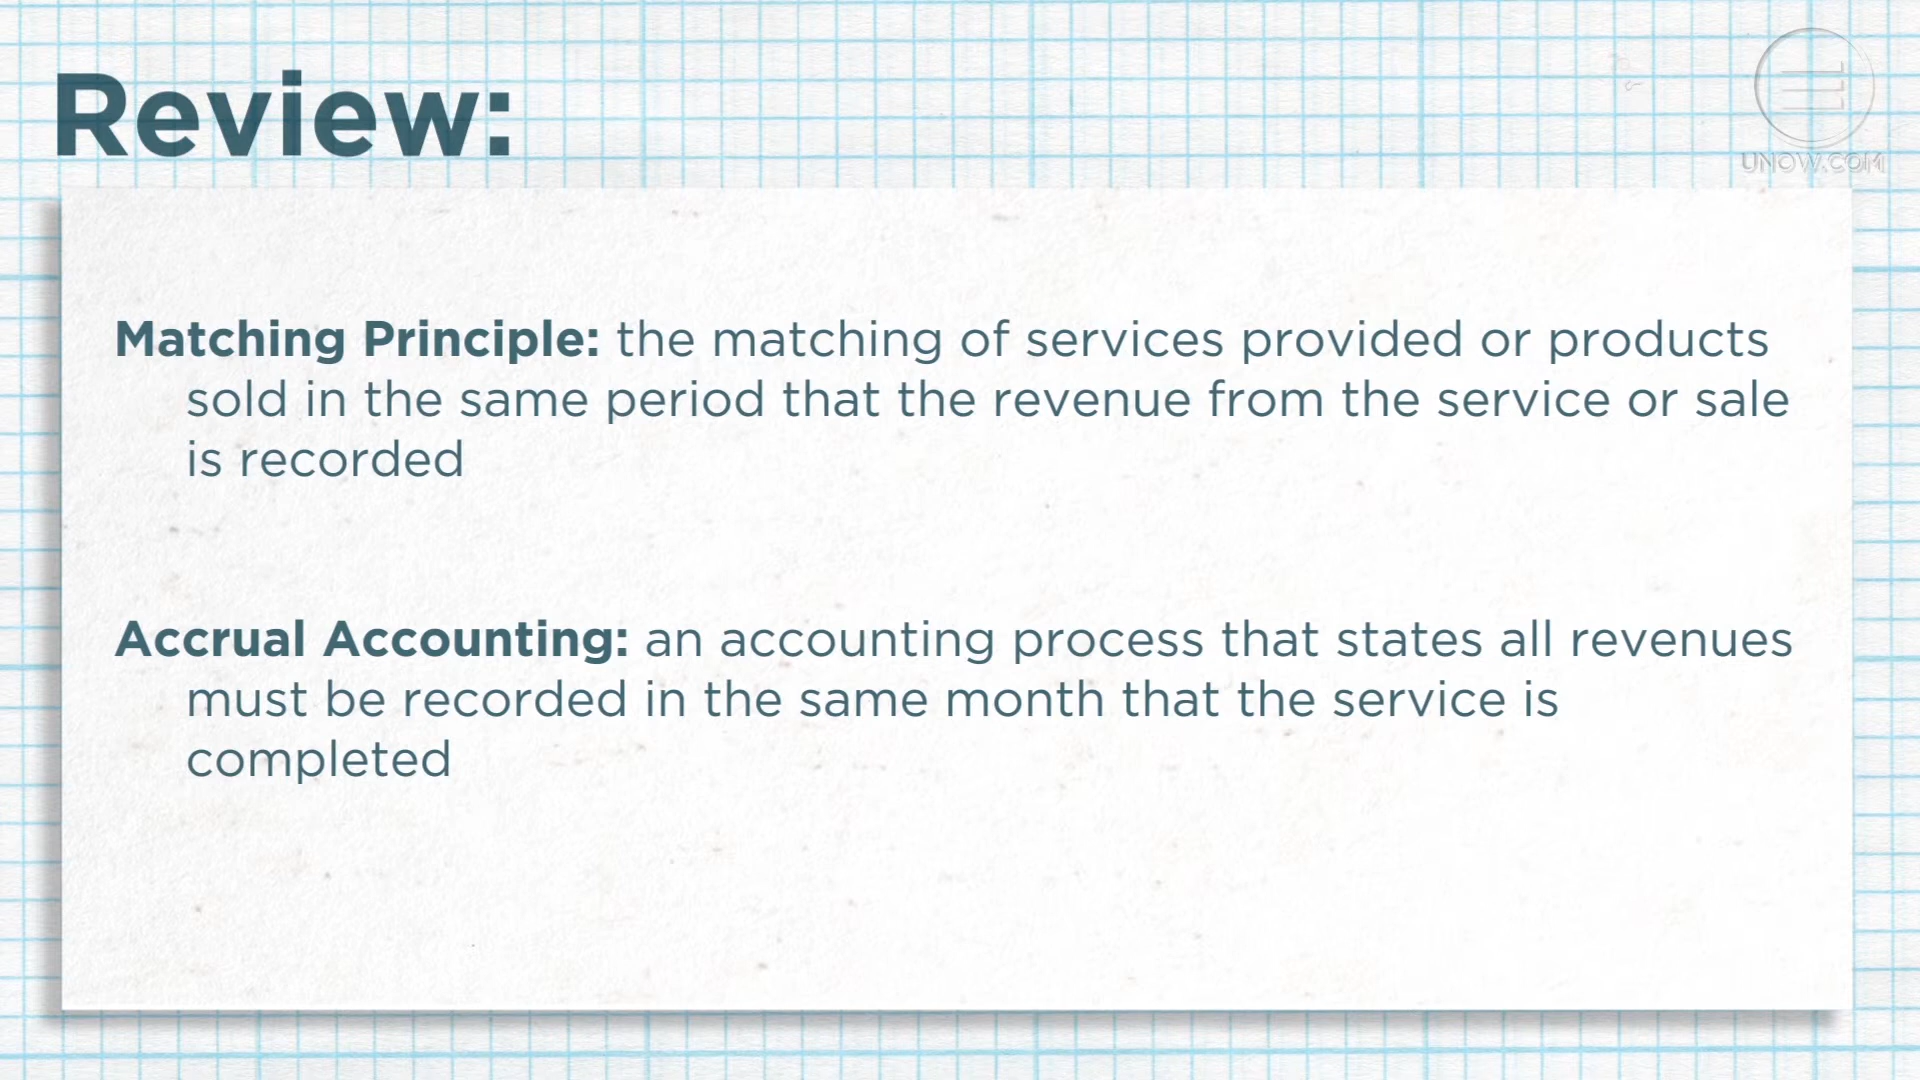 Review:
UNOW.COM
Matching Principle: the matching of services provided or products
sold in the same period that the revenue from the service or sale
is recorded
Accrual Accounting: an accounting process that states all revenues
must be recorded in the same month that the service is
completed